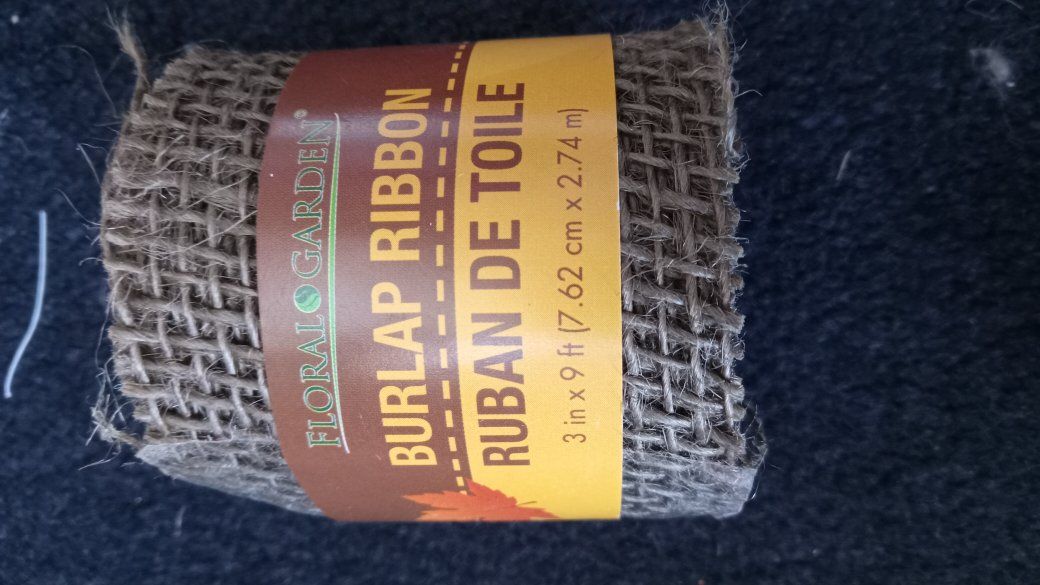 FLORAL GARDEN®
BURLAP RIBBON
RUBAN DE TOILE
3 in x 9 ft (7.62 cm x 2.74 m)